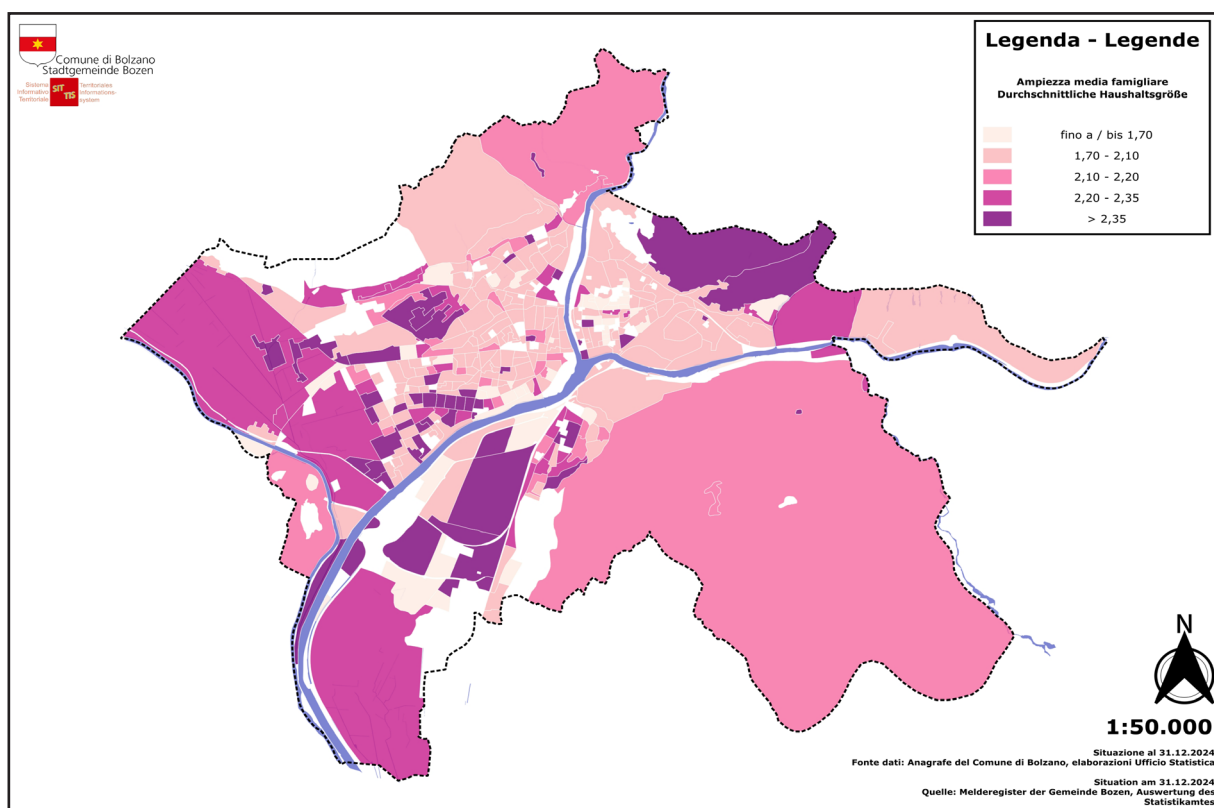 Comune di Bolzano
Stadtgemeinde Bozen
Sistema
Informativo
Territoriale
SIT
TIS
Territoriales
Informations-
system
Legenda - Legende
Ampiezza media famigliare
Durchschnittliche Haushaltsgröße
fino a / bis 1,70
1,70 - 2,10
2,10 - 2,20
2,20 - 2,35
> 2,35
N
1:50.000
Situazione al 31.12.2024
Fonte dati: Anagrafe del Comune di Bolzano, elaborazioni Ufficio Statistica
Situation am 31.12.2024
Quelle: Melderegister der Gemeinde Bozen, Auswertung des
Statistikamtes